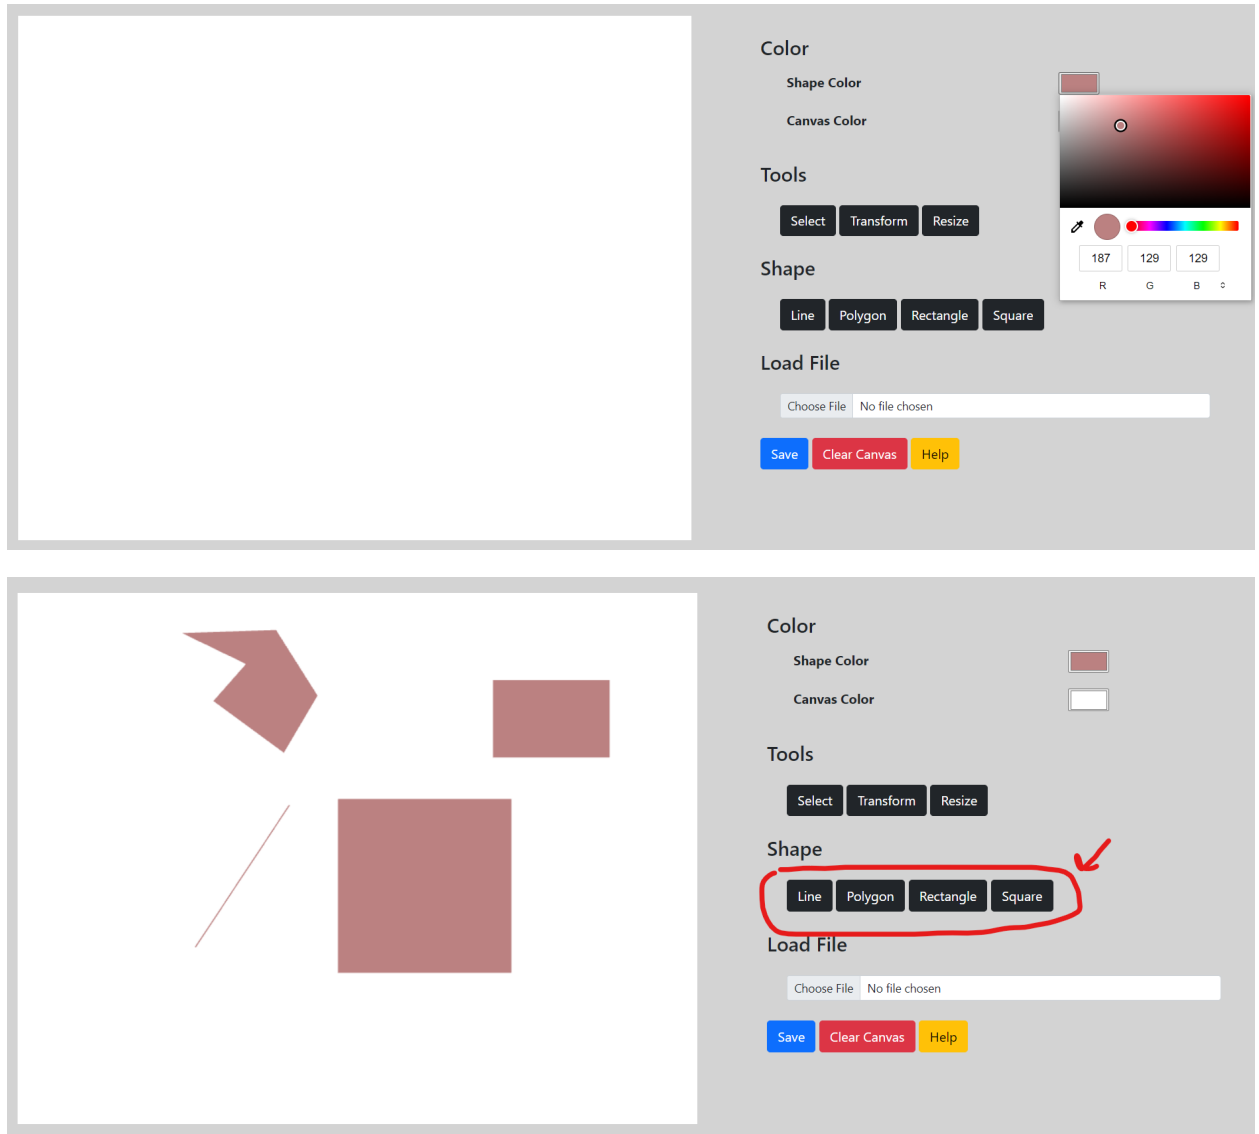 Color
Shape Color
Canvas Color
Tools
Select Transform Resize
187 129 129
R G B
Shape
Line Polygon Rectangle Square
Load File
Choose File No file chosen
Save Clear Canvas Help
Color
Shape Color
Canvas Color
Tools
Select Transform Resize
Shape
Line Polygon Rectangle Square
Load File
Choose File No file chosen
Save Clear Canvas Help